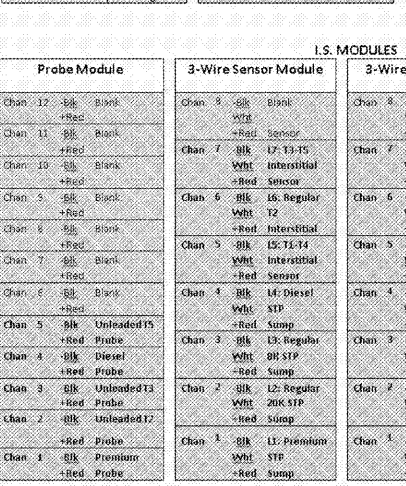 I.S. MODULES
Probe Module
Chan 12 -Blk Blank
+Red
Chan 11 -Blk Blank
+Red
Chan 10 -Blk Blank
+Red
Chan 9 -Blk Blank
+Red
Chan 8 -Blk Blank
+Red
Chan 7 -Blk Blank
+Red
Chan 6 -Blk Blank
+Red
Chan 5 -Blk Unleaded T5
+Red Probe
Chan 4 -Blk Diesel
+Red Probe
Chan 3 -Blk Unleaded T3
+Red Probe
Chan 2 -Blk Unleaded T2
+Red Probe
Chan 1 -Blk Premium
+Red Probe
3-Wire Sensor Module
Chan -Blk Blank
Wht
+Red Sensor
Chan 7 -Blk L7: T3-T5
Wht Interstitial
+Red Sensor
Chan 6 -Blk L6: Regular
Wht T2
+Red Interstitial
Chan 5 -Blk L5: T1-T4
Wht Interstitial
+Red Sensor
Chan 4 -Blk L4: Diesel
Wht STP
+Red Sump
Chan 3 -Blk L3: Regular
Wht 8K STP
+Red Sump
Chan 2 -Blk L2: Regular
Wht 20K STP
+Red Sump
Chan 1 -Blk L1: Premium
Wht STP
+Red Sump
3-Wire
Chan 8
Chan 7
Chan 6
Chan 5
Chan 4
Chan 3
Chan 2
Chan 1